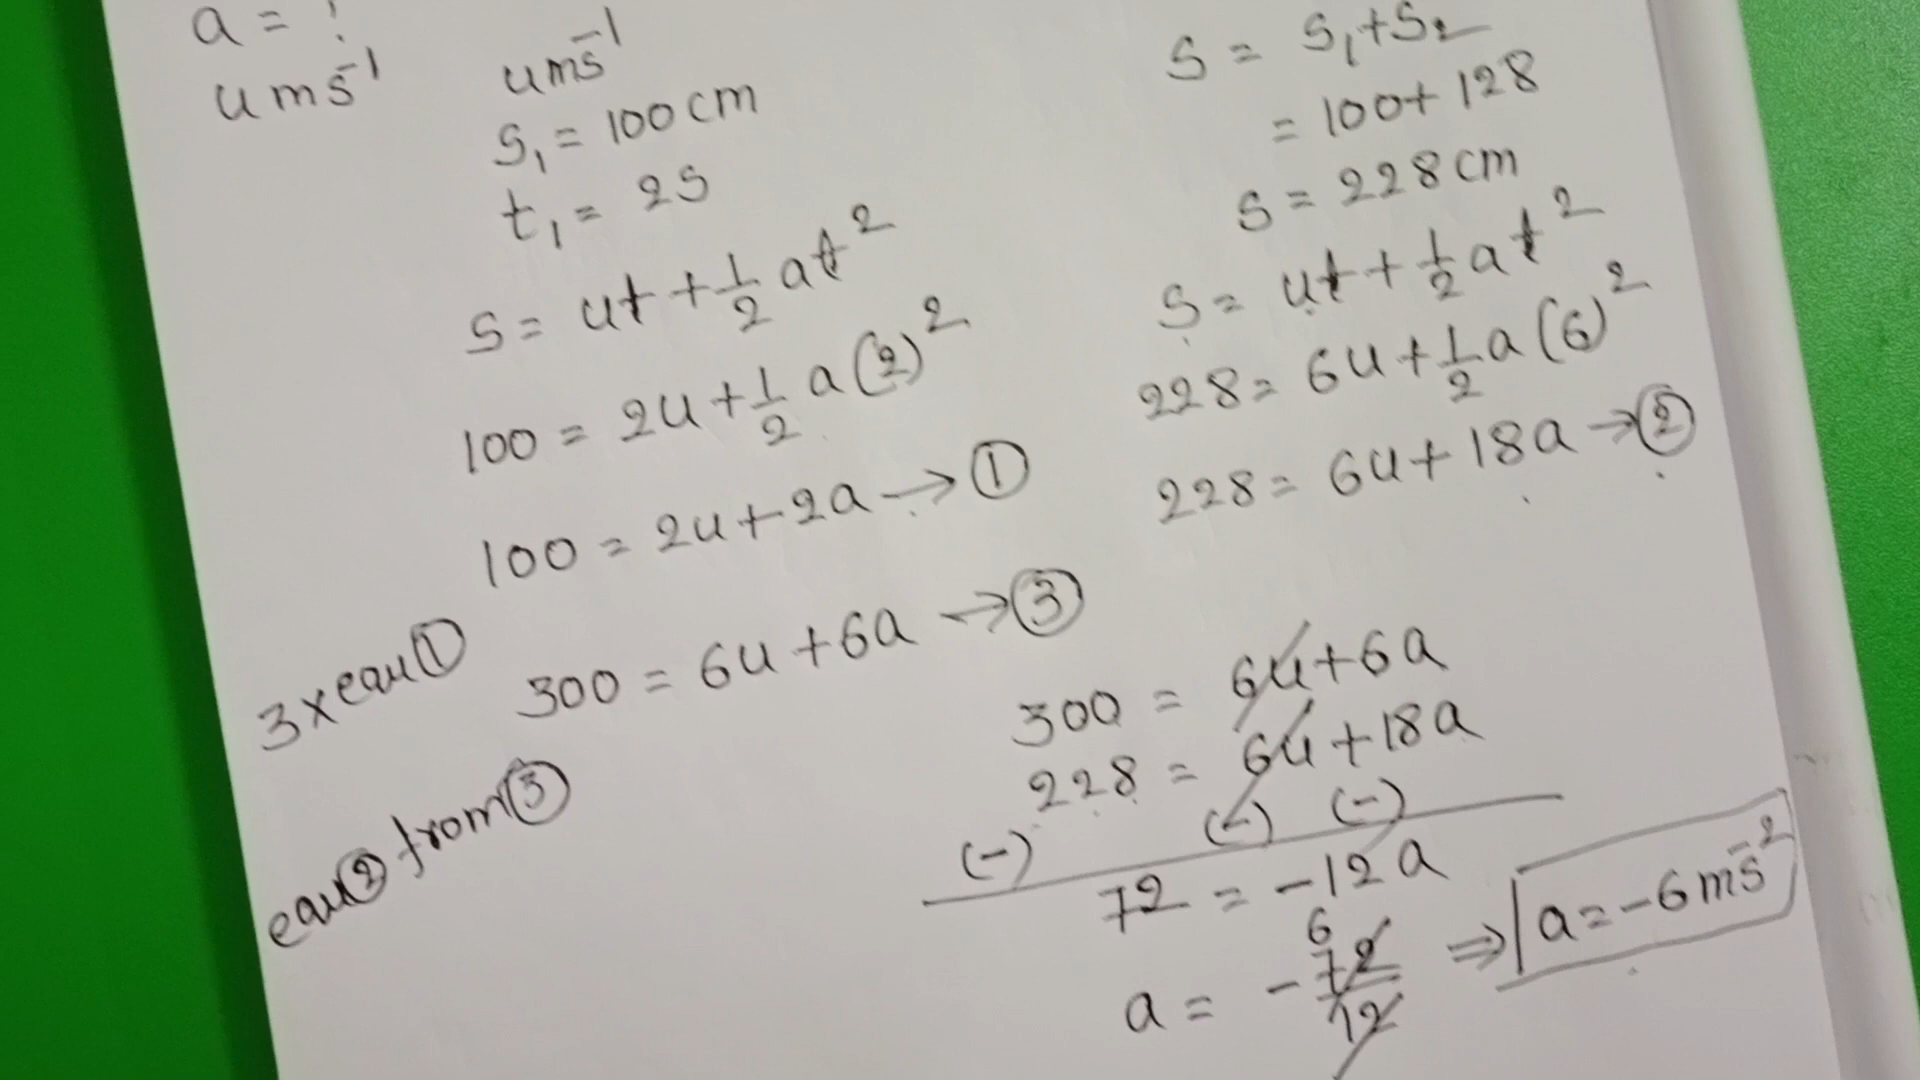 a = ?
u ms⁻¹
u ms⁻¹
S₁ = 100 cm
t₁ = 2s
S = ut + 1/2 at²
100 = 2u + 1/2 a(2)²
100 = 2u + 2a → ①
3 x equ ① 300 = 6u + 6a → ③
equ ② from ③
S = S₁ + S₂
= 100 + 128
S = 228 cm
S = ut + 1/2 at²
228 = 6u + 1/2 a (6)²
228 = 6u + 18a → ②
300 = 6u + 6a
228 = 6u + 18a
(-) (-) (-)
72 = -12a
6
a = -72/12 ⇒ a = -6 ms⁻²